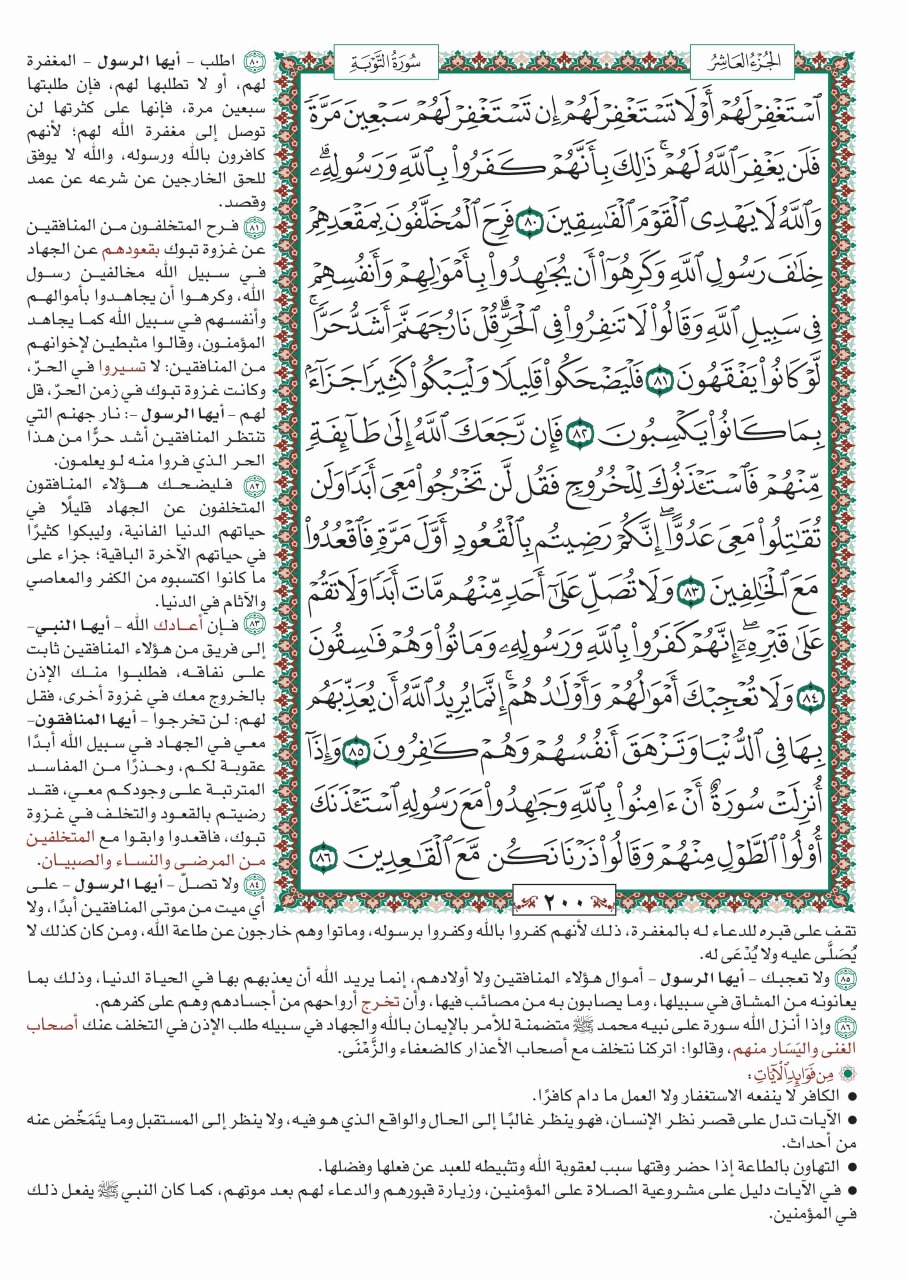 الجُزْءُ العَاشِرُ
سُورَةُ التَّوْبَةِ
ٱسۡتَغۡفِرۡ لَهُمۡ أَوۡ لَا تَسۡتَغۡفِرۡ لَهُمۡ إِن تَسۡتَغۡفِرۡ لَهُمۡ سَبۡعِينَ مَرَّةٗ
فَلَن يَغۡفِرَ ٱللَّهُ لَهُمۡۚ ذَٰلِكَ بِأَنَّهُمۡ كَفَرُواْ بِٱللَّهِ وَرَسُولِهِۦۗ
وَٱللَّهُ لَا يَهۡدِي ٱلۡقَوۡمَ ٱلۡفَٰسِقِينَ ٨٠ فَرِحَ ٱلۡمُخَلَّفُونَ بِمَقۡعَدِهِمۡ
خِلَٰفَ رَسُولِ ٱللَّهِ وَكَرِهُوٓاْ أَن يُجَٰهِدُواْ بِأَمۡوَٰلِهِمۡ وَأَنفُسِهِمۡ
فِي سَبِيلِ ٱللَّهِ وَقَالُواْ لَا تَنفِرُواْ فِي ٱلۡحَرِّۗ قُلۡ نَارُ جَهَنَّمَ أَشَدُّ حَرّٗاۚ
لَّوۡ كَانُواْ يَفۡقَهُونَ ٨١ فَلۡيَضۡحَكُواْ قَلِيلٗا وَلۡيَبۡكُواْ كَثِيرٗا جَزَآءَۢ
بِمَا كَانُواْ يَكۡسِبُونَ ٨٢ فَإِن رَّجَعَكَ ٱللَّهُ إِلَىٰ طَآئِفَةٖ
مِّنۡهُمۡ فَٱسۡتَـٔۡذَنُوكَ لِلۡخُرُوجِ فَقُل لَّن تَخۡرُجُواْ مَعِيَ أَبَدٗا وَلَن
تُقَٰتِلُواْ مَعِيَ عَدُوًّاۖ إِنَّكُمۡ رَضِيتُم بِٱلۡقُعُودِ أَوَّلَ مَرَّةٖ فَٱقۡعُدُواْ
مَعَ ٱلۡخَٰلِفِينَ ٨٣ وَلَا تُصَلِّ عَلَىٰٓ أَحَدٖ مِّنۡهُم مَّاتَ أَبَدٗا وَلَا تَقُمۡ
عَلَىٰ قَبۡرِهِۦٓۖ إِنَّهُمۡ كَفَرُواْ بِٱللَّهِ وَرَسُولِهِۦ وَمَاتُواْ وَهُمۡ فَٰسِقُونَ
٨٤ وَلَا تُعۡجِبۡكَ أَمۡوَٰلُهُمۡ وَأَوۡلَٰدُهُمۡۚ إِنَّمَا يُرِيدُ ٱللَّهُ أَن يُعَذِّبَهُم
بِهَا فِي ٱلدُّنۡيَا وَتَزۡهَقَ أَنفُسُهُمۡ وَهُمۡ كَٰفِرُونَ ٨٥ وَإِذَآ
أُنزِلَتۡ سُورَةٌ أَنۡ ءَامِنُواْ بِٱللَّهِ وَجَٰهِدُواْ مَعَ رَسُولِهِ ٱسۡتَـٔۡذَنَكَ
أُوْلُواْ ٱلطَّوۡلِ مِنۡهُمۡ وَقَالُواْ ذَرۡنَا نَكُن مَّعَ ٱلۡقَٰعِدِينَ ٨٦
٢٠٠
٨٠ اطلب – أيها الرسول – المغفرة
لهم، أو لا تطلبها لهم، فإن طلبتها
سبعين مرة، فإنها على كثرتها لن
توصل إلى مغفرة الله لهم؛ لأنهم
كافرون بالله ورسوله، والله لا يوفق
للحق الخارجين عن شرعه عن عمد
وقصد.
٨١ فرح المتخلفون من المنافقين
عن غزوة تبوك بقعودهم عن الجهاد
في سبيل الله مخالفين رسول
الله، وكرهوا أن يجاهدوا بأموالهم
وأنفسهم في سبيل الله كما يجاهد
المؤمنون، وقالوا مثبطين لإخوانهم
من المنافقين: لا تسيروا في الحرّ،
وكانت غزوة تبوك في زمن الحرّ، قل
لهم – أيها الرسول –: نار جهنم التي
تنتظر المنافقين أشد حرًّا من هذا
الحر الذي فروا منه لو يعلمون.
٨٢ فليضحك هؤلاء المنافقون
المتخلفون عن الجهاد قليلًا في
حياتهم الدنيا الفانية، وليبكوا كثيرًا
في حياتهم الآخرة الباقية؛ جزاء على
ما كانوا اكتسبوه من الكفر والمعاصي
والآثام في الدنيا.
٨٣ فإن أعادك الله – أيها النبي–
إلى فريق من هؤلاء المنافقين ثابت
على نفاقه، فطلبوا منك الإذن
بالخروج معك في غزوة أخرى، فقل
لهم: لن تخرجوا – أيها المنافقون–
معي في الجهاد في سبيل الله أبدًا
عقوبة لكم، وحذرًا من المفاسد
المترتبة على وجودكم معي، فقد
رضيتم بالقعود والتخلف في غزوة
تبوك، فاقعدوا وابقوا مع المتخلفين
من المرضى والنساء والصبيان.
٨٤ ولا تصلّ – أيها الرسول – على
أي ميت من موتى المنافقين أبدًا، ولا
تقف على قبره للدعاء له بالمغفرة، ذلك لأنهم كفروا بالله وكفروا برسوله، وماتوا وهم خارجون عن طاعة الله، ومن كان كذلك لا
يُصَلَّى عليه ولا يُدْعَى له.
٨٥ ولا تعجبك – أيها الرسول – أموال هؤلاء المنافقين ولا أولادهم، إنما يريد الله أن يعذبهم بها في الحياة الدنيا، وذلك بما
يعانونه من المشاق في سبيلها، وما يصابون به من مصائب فيها، وأن تخرج أرواحهم من أجسادهم وهم على كفرهم.
٨٦ وإذا أنزل الله سورة على نبيه محمد ﷺ متضمنة للأمر بالإيمان بالله والجهاد في سبيله طلب الإذن في التخلف عنك أصحاب
الغنى واليَسَار منهم، وقالوا: اتركنا نتخلف مع أصحاب الأعذار كالضعفاء والزَّمْنَى.
مِن فَوَائِدِ الآيَاتِ:
• الكافر لا ينفعه الاستغفار ولا العمل ما دام كافرًا.
• الآيات تدل على قصر نظر الإنسان، فهو ينظر غالبًا إلى الحال والواقع الذي هو فيه، ولا ينظر إلى المستقبل وما يتَمَخَّض عنه
من أحداث.
• التهاون بالطاعة إذا حضر وقتها سبب لعقوبة الله وتثبيطه للعبد عن فعلها وفضلها.
• في الآيات دليل على مشروعية الصلاة على المؤمنين، وزيارة قبورهم والدعاء لهم بعد موتهم، كما كان النبي ﷺ يفعل ذلك
في المؤمنين.